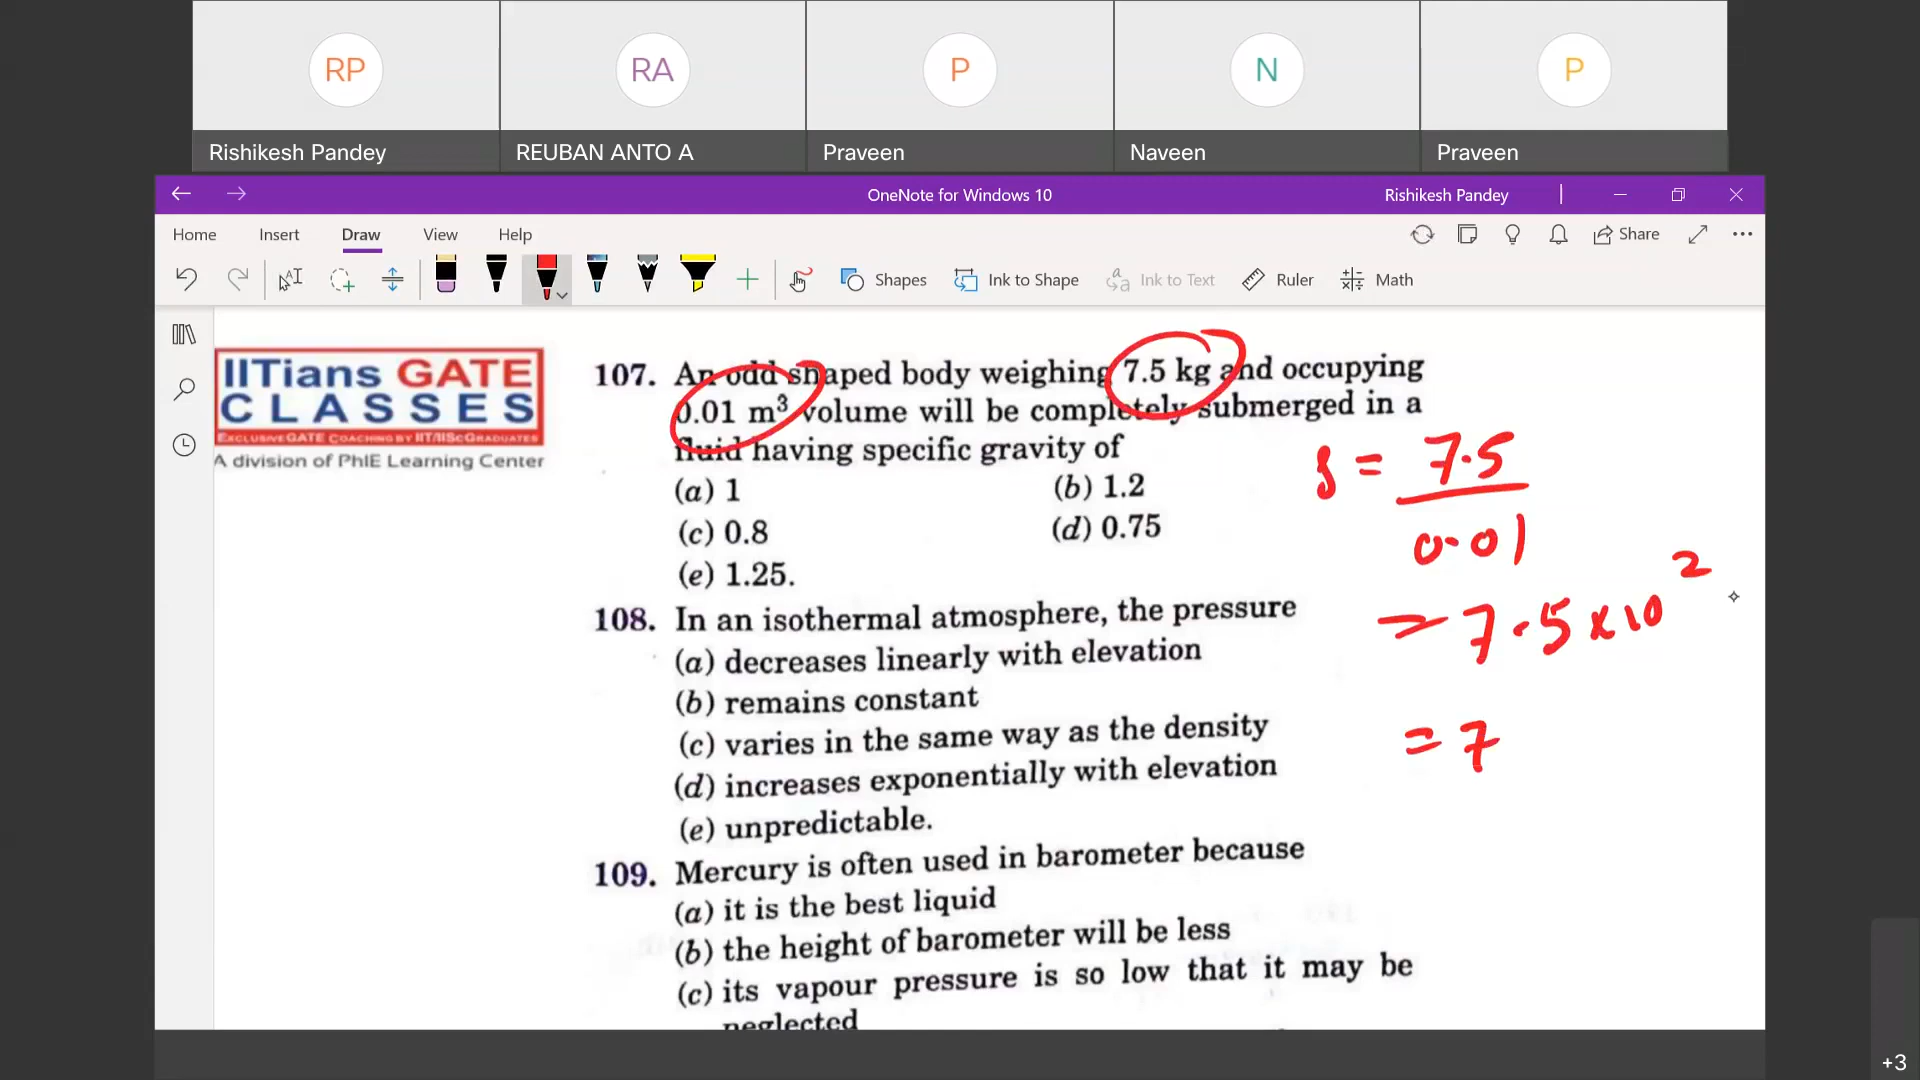 RP
RA
P
N
P
Rishikesh Pandey
REUBAN ANTO A
Praveen
Naveen
Praveen
OneNote for Windows 10
Rishikesh Pandey
Home Insert Draw View Help
Share
Shapes
Ink to Shape
Ink to Text
Ruler
Math
IITians GATE
CLASSES
EXCLUSIVE GATE COACHING BY IIT/IISC GRADUATES
A division of PhIE Learning Center
107. An odd shaped body weighing 7.5 kg and occupying
0.01 m³ volume will be completely submerged in a
fluid having specific gravity of
(a) 1 (b) 1.2
(c) 0.8 (d) 0.75
(e) 1.25.
108. In an isothermal atmosphere, the pressure
(a) decreases linearly with elevation
(b) remains constant
(c) varies in the same way as the density
(d) increases exponentially with elevation
(e) unpredictable.
109. Mercury is often used in barometer because
(a) it is the best liquid
(b) the height of barometer will be less
(c) its vapour pressure is so low that it may be
neglected
ρ = 7.5
0.01
= 7.5 x 10²
= 7
+3